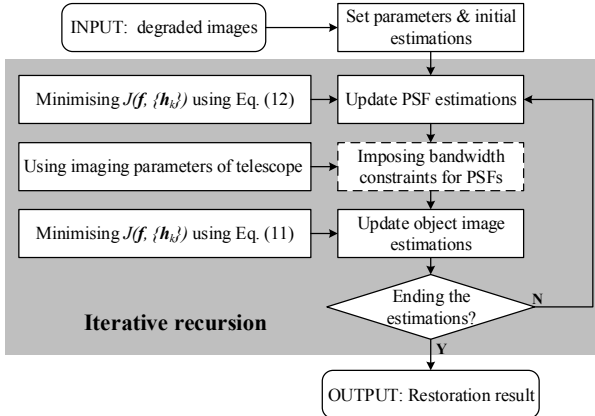 INPUT: degraded images
Set parameters & initial
estimations
Minimising J(f, {h_k}) using Eq. (12)
Update PSF estimations
Using imaging parameters of telescope
Imposing bandwidth
constraints for PSFs
Minimising J(f, {h_k}) using Eq. (11)
Update object image
estimations
Ending the
estimations?
N
Iterative recursion
Y
OUTPUT: Restoration result